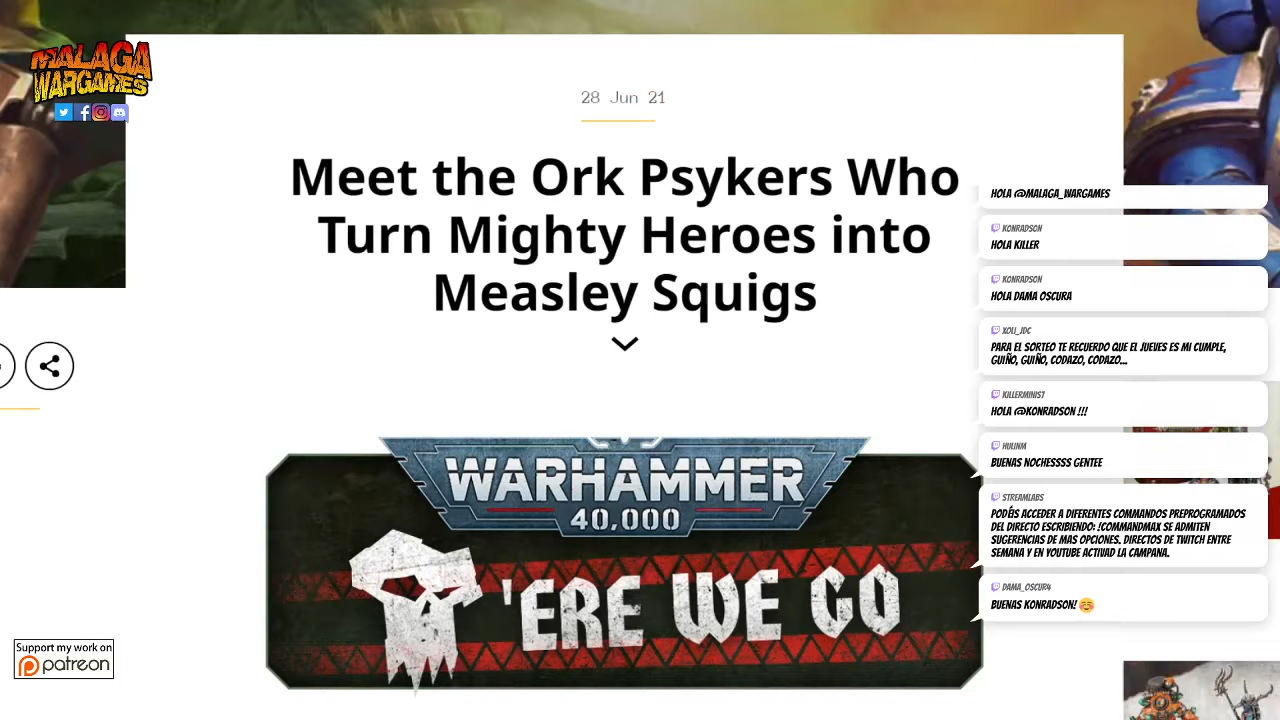 MALAGA
WARGAMES
28 Jun 21
Meet the Ork Psykers Who
Turn Mighty Heroes into
Measley Squigs
WARHAMMER
40,000
'ERE WE GO
Support my work on
patreon
HOLA @MALAGA_WARGAMES
KONRADSON
HOLA KILLER
KONRADSON
HOLA DAMA OSCURA
XOLI_JDC
PARA EL SORTEO TE RECUERDO QUE EL JUEVES ES MI CUMPLE,
GUIÑO, GUIÑO, CODAZO, CODAZO...
KILLERMINIS7
HOLA @KONRADSON !!!
HULINM
BUENAS NOCHESSSS GENTEE
STREAMLABS
PODÉIS ACCEDER A DIFERENTES COMMANDOS PREPROGRAMADOS
DEL DIRECTO ESCRIBIENDO: !COMMANDMAX SE ADMITEN
SUGERENCIAS DE MAS OPCIONES. DIRECTOS DE TWITCH ENTRE
SEMANA Y EN YOUTUBE ACTIVAD LA CAMPANA.
DAMA_OSCUR4
BUENAS KONRADSON! 😊